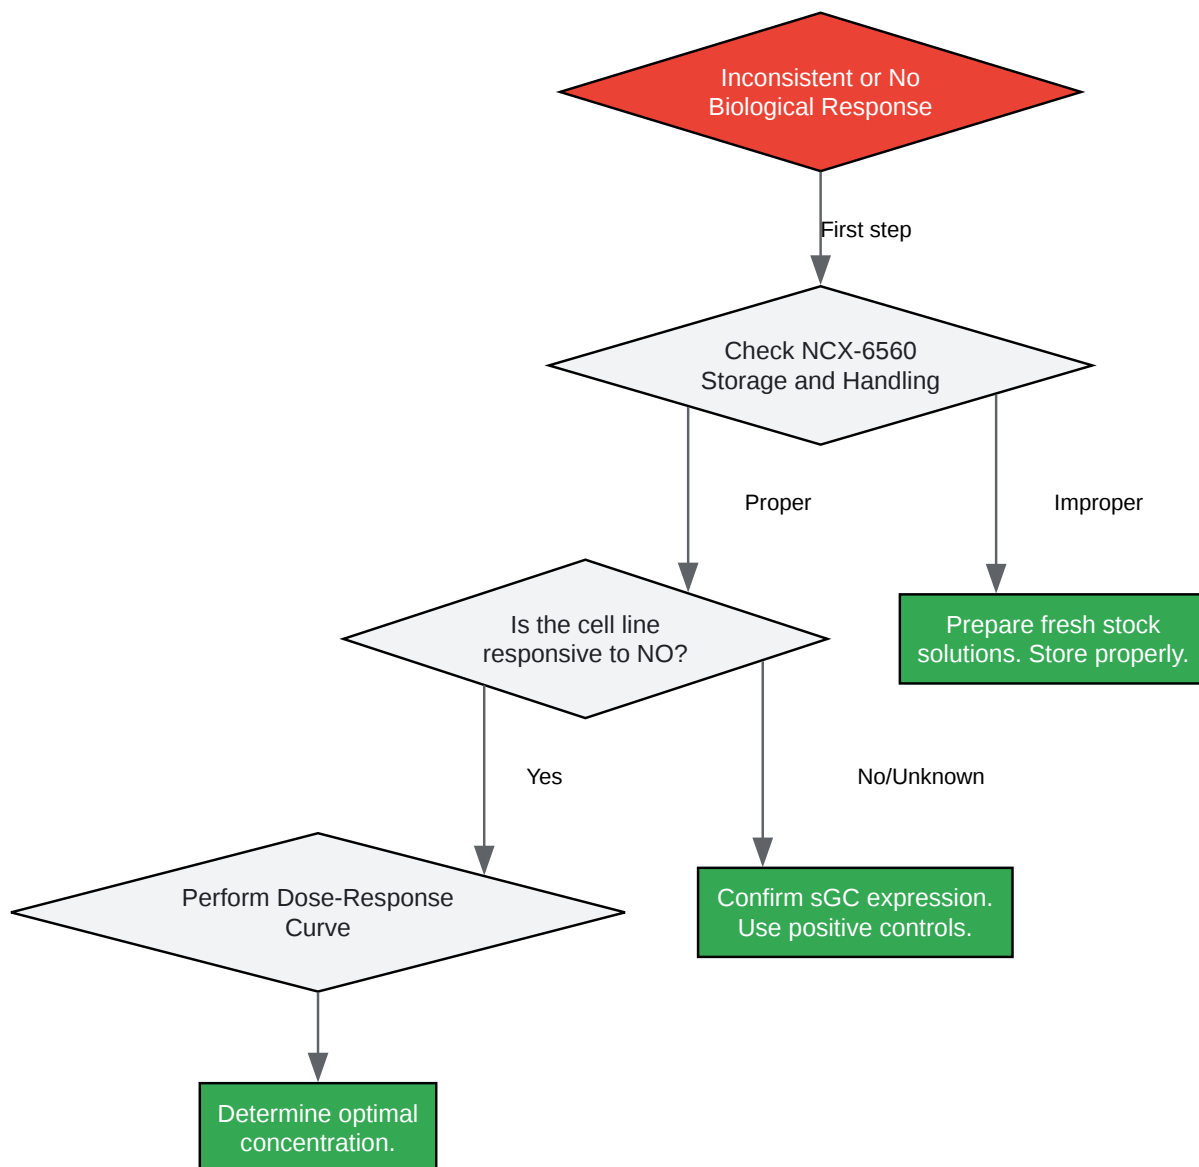 Inconsistent or No
Biological Response
First step
Check NCX-6560
Storage and Handling
Proper
Improper
Is the cell line
responsive to NO?
Prepare fresh stock
solutions. Store properly.
Yes
No/Unknown
Perform Dose-Response
Curve
Confirm sGC expression.
Use positive controls.
Determine optimal
concentration.